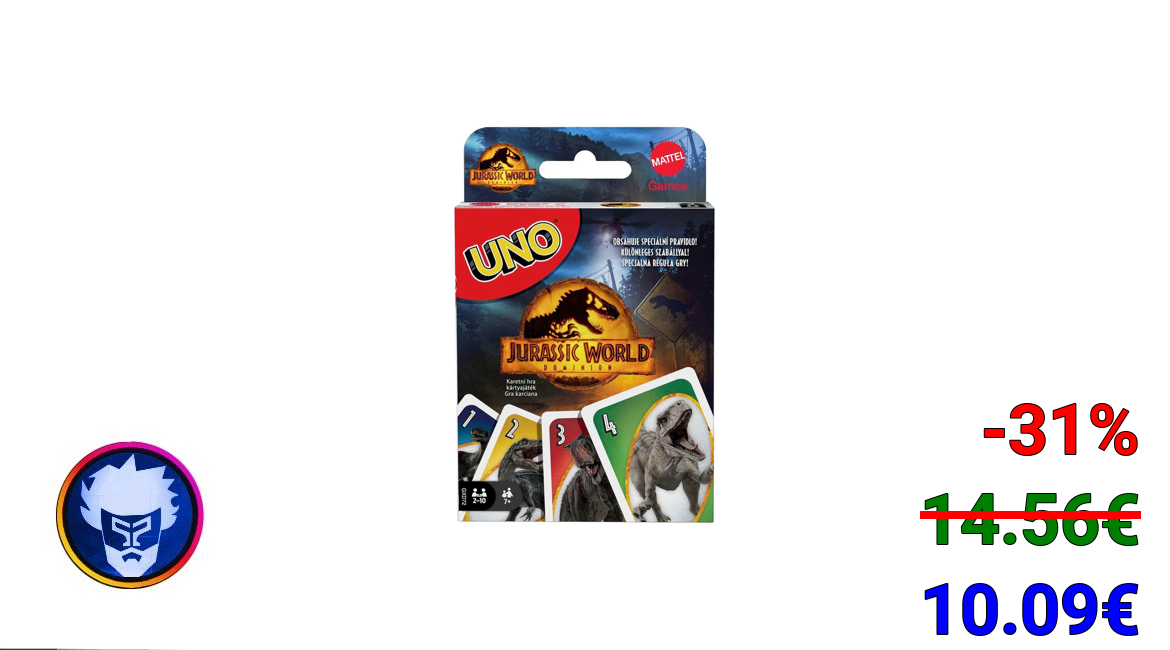 JURASSIC WORLD
MATTEL
Games
UNO
OBSAHUJE SPECIÁLNÍ PRAVIDLO!
KÜLÖNLEGES SZABÁLLYAL!
SPECJALNA REGUŁA GRY!
JURASSIC WORLD
DOMINION
Karetní hra
kártyajáték
Gra karciana
1
2
3
4
2-10
7+
GXD72
-31%
14.56€
10.09€